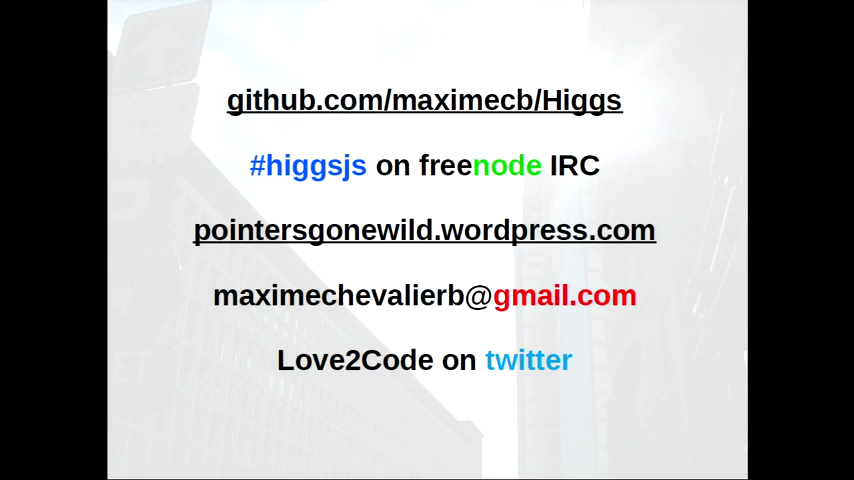 github.com/maximecb/Higgs
#higgsjs on freenode IRC
pointersgonewild.wordpress.com
maximechevalierb@gmail.com
Love2Code on twitter